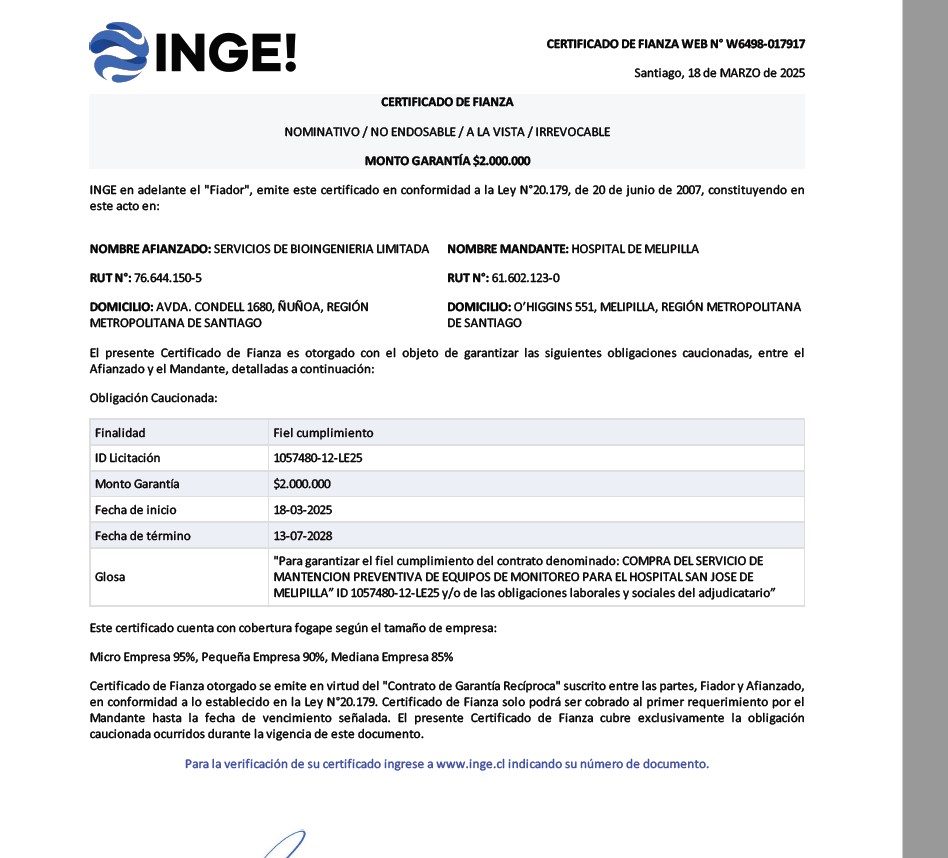 INGE!
CERTIFICADO DE FIANZA WEB N° W6498-017917
Santiago, 18 de MARZO de 2025
CERTIFICADO DE FIANZA
NOMINATIVO / NO ENDOSABLE / A LA VISTA / IRREVOCABLE
MONTO GARANTÍA $2.000.000
INGE en adelante el "Fiador", emite este certificado en conformidad a la Ley N°20.179, de 20 de junio de 2007, constituyendo en
este acto en:
NOMBRE AFIANZADO: SERVICIOS DE BIOINGENIERIA LIMITADA
RUT N°: 76.644.150-5
DOMICILIO: AVDA. CONDELL 1680, ÑUÑOA, REGIÓN
METROPOLITANA DE SANTIAGO
NOMBRE MANDANTE: HOSPITAL DE MELIPILLA
RUT N°: 61.602.123-0
DOMICILIO: O’HIGGINS 551, MELIPILLA, REGIÓN METROPOLITANA
DE SANTIAGO
El presente Certificado de Fianza es otorgado con el objeto de garantizar las siguientes obligaciones caucionadas, entre el
Afianzado y el Mandante, detalladas a continuación:
Obligación Caucionada:
Finalidad Fiel cumplimiento
ID Licitación 1057480-12-LE25
Monto Garantía $2.000.000
Fecha de inicio 18-03-2025
Fecha de término 13-07-2028
Glosa "Para garantizar el fiel cumplimiento del contrato denominado: COMPRA DEL SERVICIO DE
MANTENCION PREVENTIVA DE EQUIPOS DE MONITOREO PARA EL HOSPITAL SAN JOSE DE
MELIPILLA” ID 1057480-12-LE25 y/o de las obligaciones laborales y sociales del adjudicatario”
Este certificado cuenta con cobertura fogape según el tamaño de empresa:
Micro Empresa 95%, Pequeña Empresa 90%, Mediana Empresa 85%
Certificado de Fianza otorgado se emite en virtud del "Contrato de Garantía Recíproca" suscrito entre las partes, Fiador y Afianzado,
en conformidad a lo establecido en la Ley N°20.179. Certificado de Fianza solo podrá ser cobrado al primer requerimiento por el
Mandante hasta la fecha de vencimiento señalada. El presente Certificado de Fianza cubre exclusivamente la obligación
caucionada ocurridos durante la vigencia de este documento.
Para la verificación de su certificado ingrese a www.inge.cl indicando su número de documento.